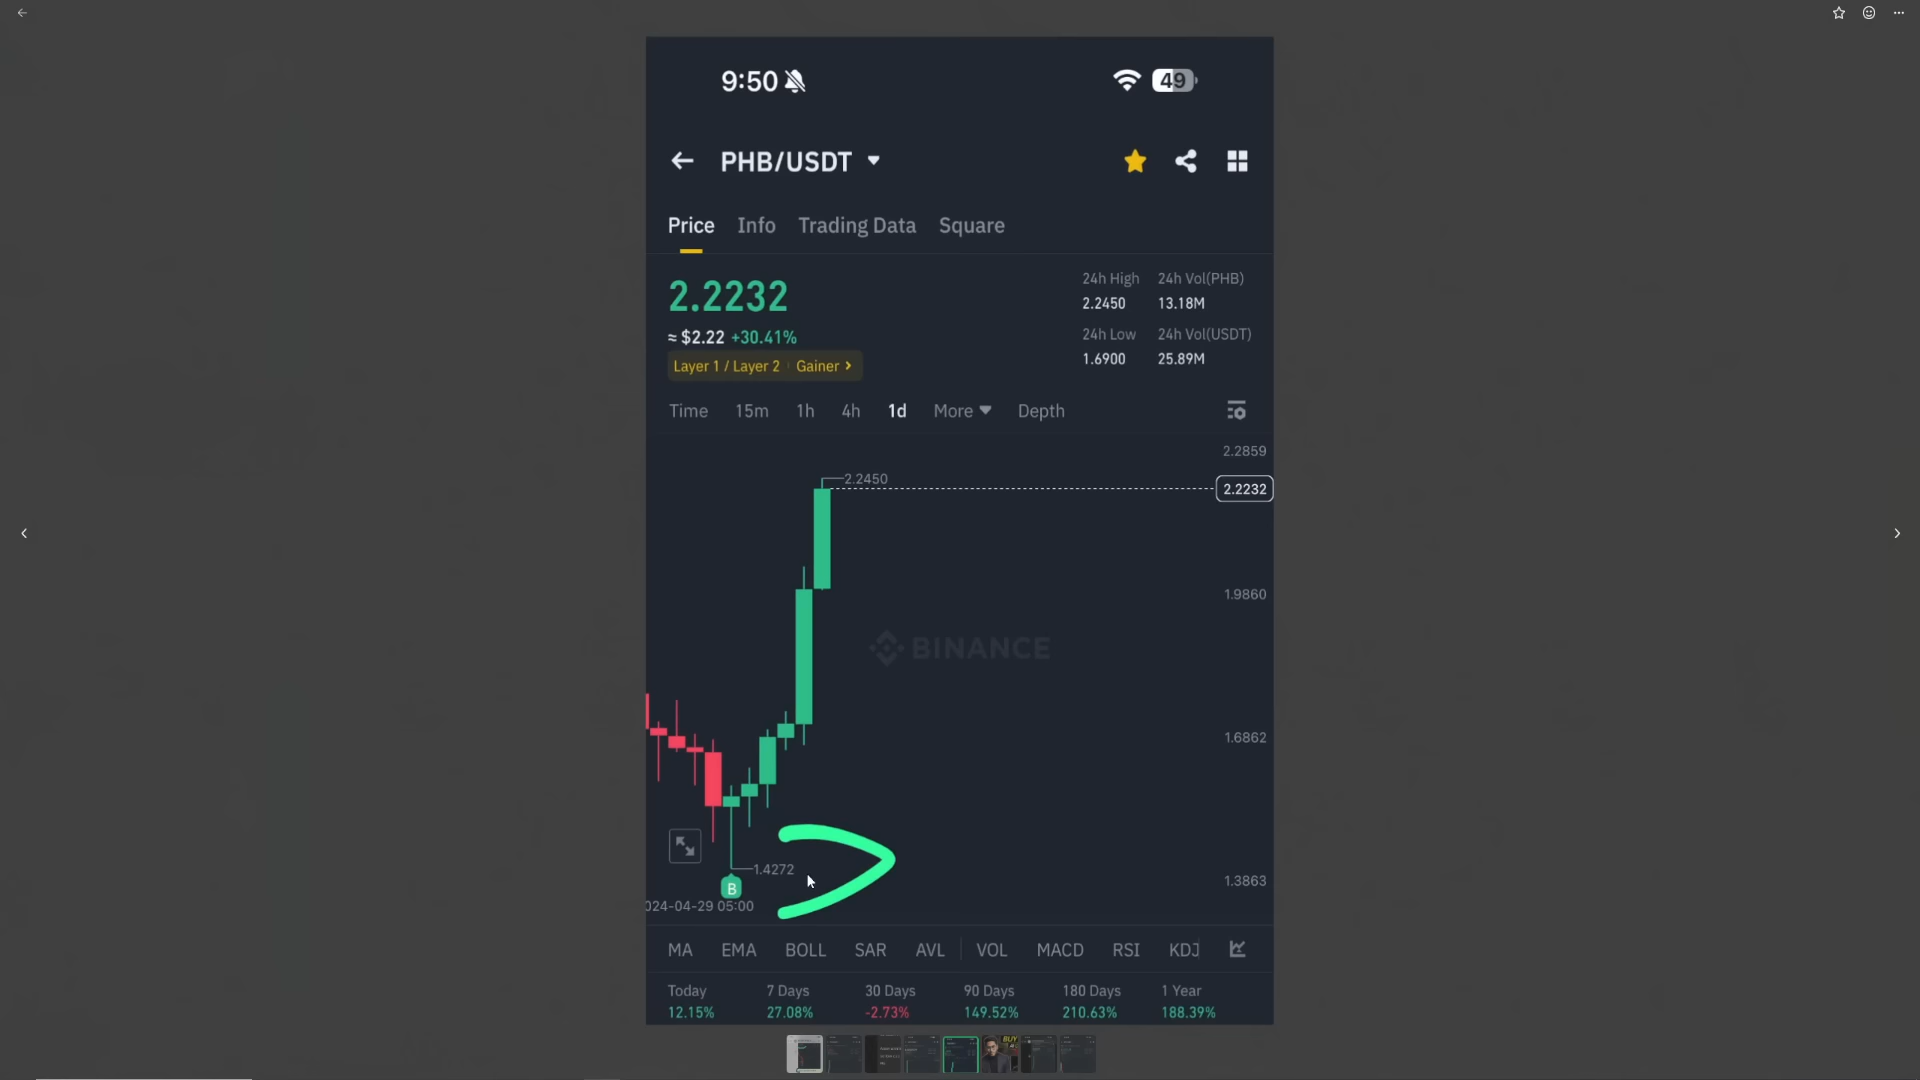 9:50
49
PHB/USDT
Price Info Trading Data Square
2.2232
≈ $2.22 +30.41%
Layer 1 / Layer 2 Gainer
24h High 24h Vol(PHB)
2.2450 13.18M
24h Low 24h Vol(USDT)
1.6900 25.89M
Time 15m 1h 4h 1d More Depth
2.2859
2.2450
2.2232
1.9860
BINANCE
1.6862
1.4272
1.3863
B
024-04-29 05:00
MA EMA BOLL SAR AVL VOL MACD RSI KDJ
Today 7 Days 30 Days 90 Days 180 Days 1 Year
12.15% 27.08% -2.73% 149.52% 210.63% 188.39%
BUY